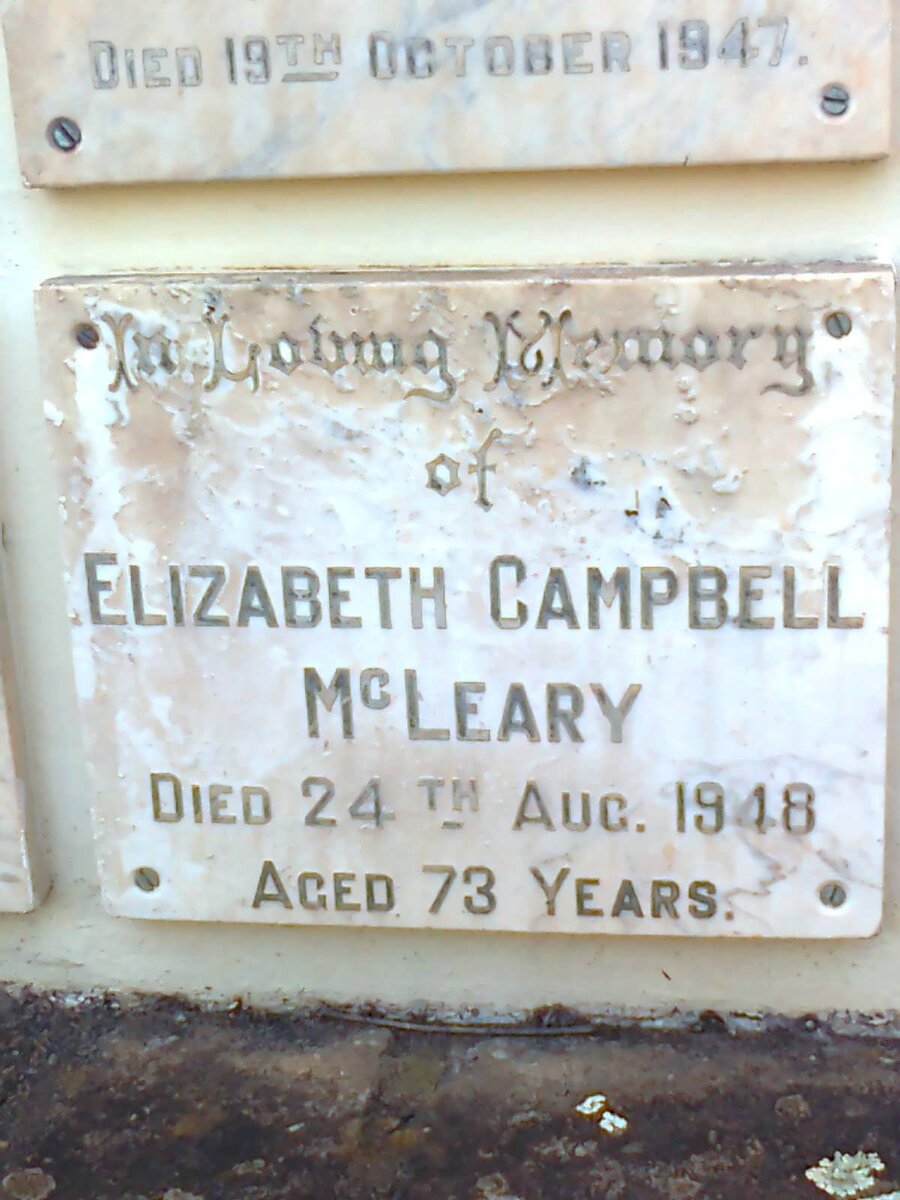 DIED 19TH OCTOBER 1947.
In Loving Memory
of
ELIZABETH CAMPBELL
McLEARY
DIED 24TH AUG. 1948
AGED 73 YEARS.